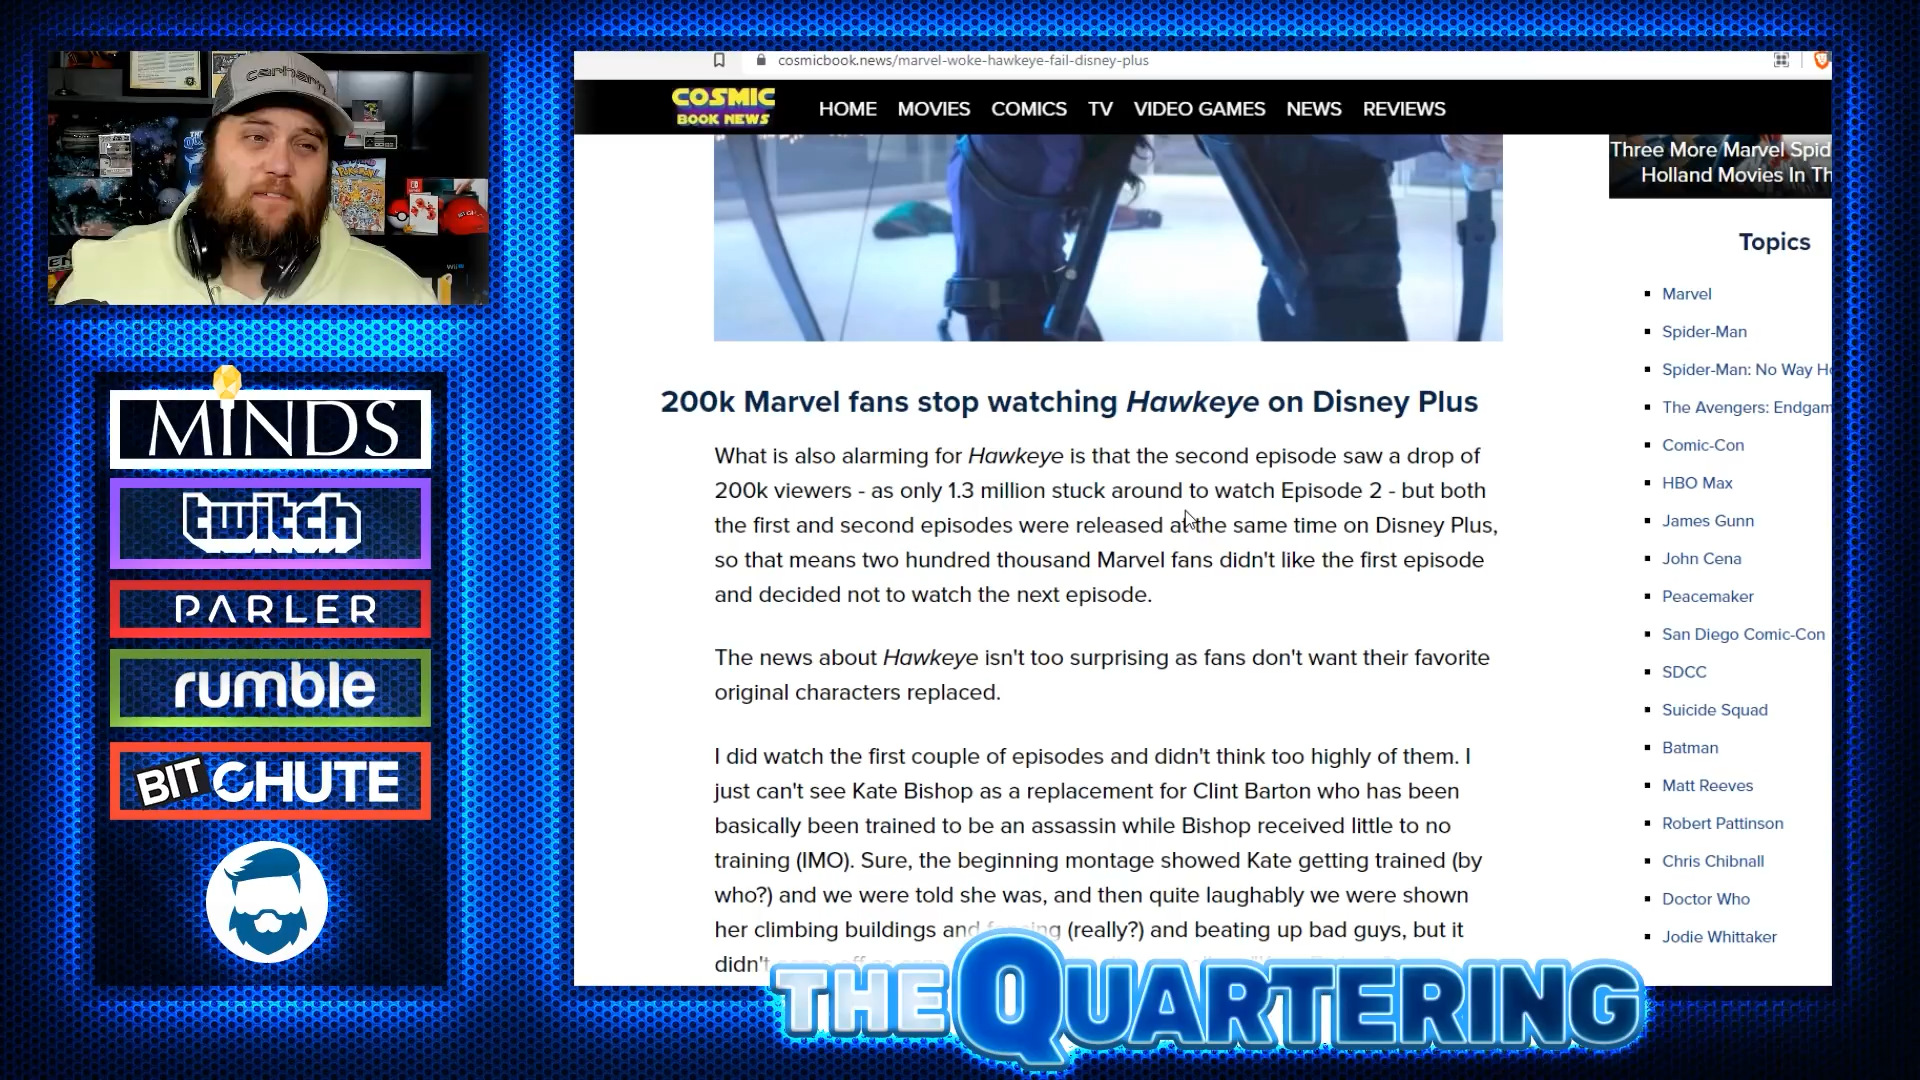 carhartt
POKÉMON
Wii U
MINDS
twitch
PARLER
rumble
BITCHUTE
cosmicbook.news/marvel-woke-hawkeye-fail-disney-plus
COSMIC
BOOK NEWS
HOME MOVIES COMICS TV VIDEO GAMES NEWS REVIEWS
Three More Marvel Spid
Holland Movies In Th
Topics
Marvel
Spider-Man
Spider-Man: No Way Ho
The Avengers: Endgam
Comic-Con
HBO Max
James Gunn
John Cena
Peacemaker
San Diego Comic-Con
SDCC
Suicide Squad
Batman
Matt Reeves
Robert Pattinson
Chris Chibnall
Doctor Who
Jodie Whittaker
200k Marvel fans stop watching Hawkeye on Disney Plus
What is also alarming for Hawkeye is that the second episode saw a drop of
200k viewers - as only 1.3 million stuck around to watch Episode 2 - but both
the first and second episodes were released at the same time on Disney Plus,
so that means two hundred thousand Marvel fans didn't like the first episode
and decided not to watch the next episode.
The news about Hawkeye isn't too surprising as fans don't want their favorite
original characters replaced.
I did watch the first couple of episodes and didn't think too highly of them. I
just can't see Kate Bishop as a replacement for Clint Barton who has been
basically been trained to be an assassin while Bishop received little to no
training (IMO). Sure, the beginning montage showed Kate getting trained (by
who?) and we were told she was, and then quite laughably we were shown
her climbing buildings and fencing (really?) and beating up bad guys, but it
didn't
THE QUARTERING